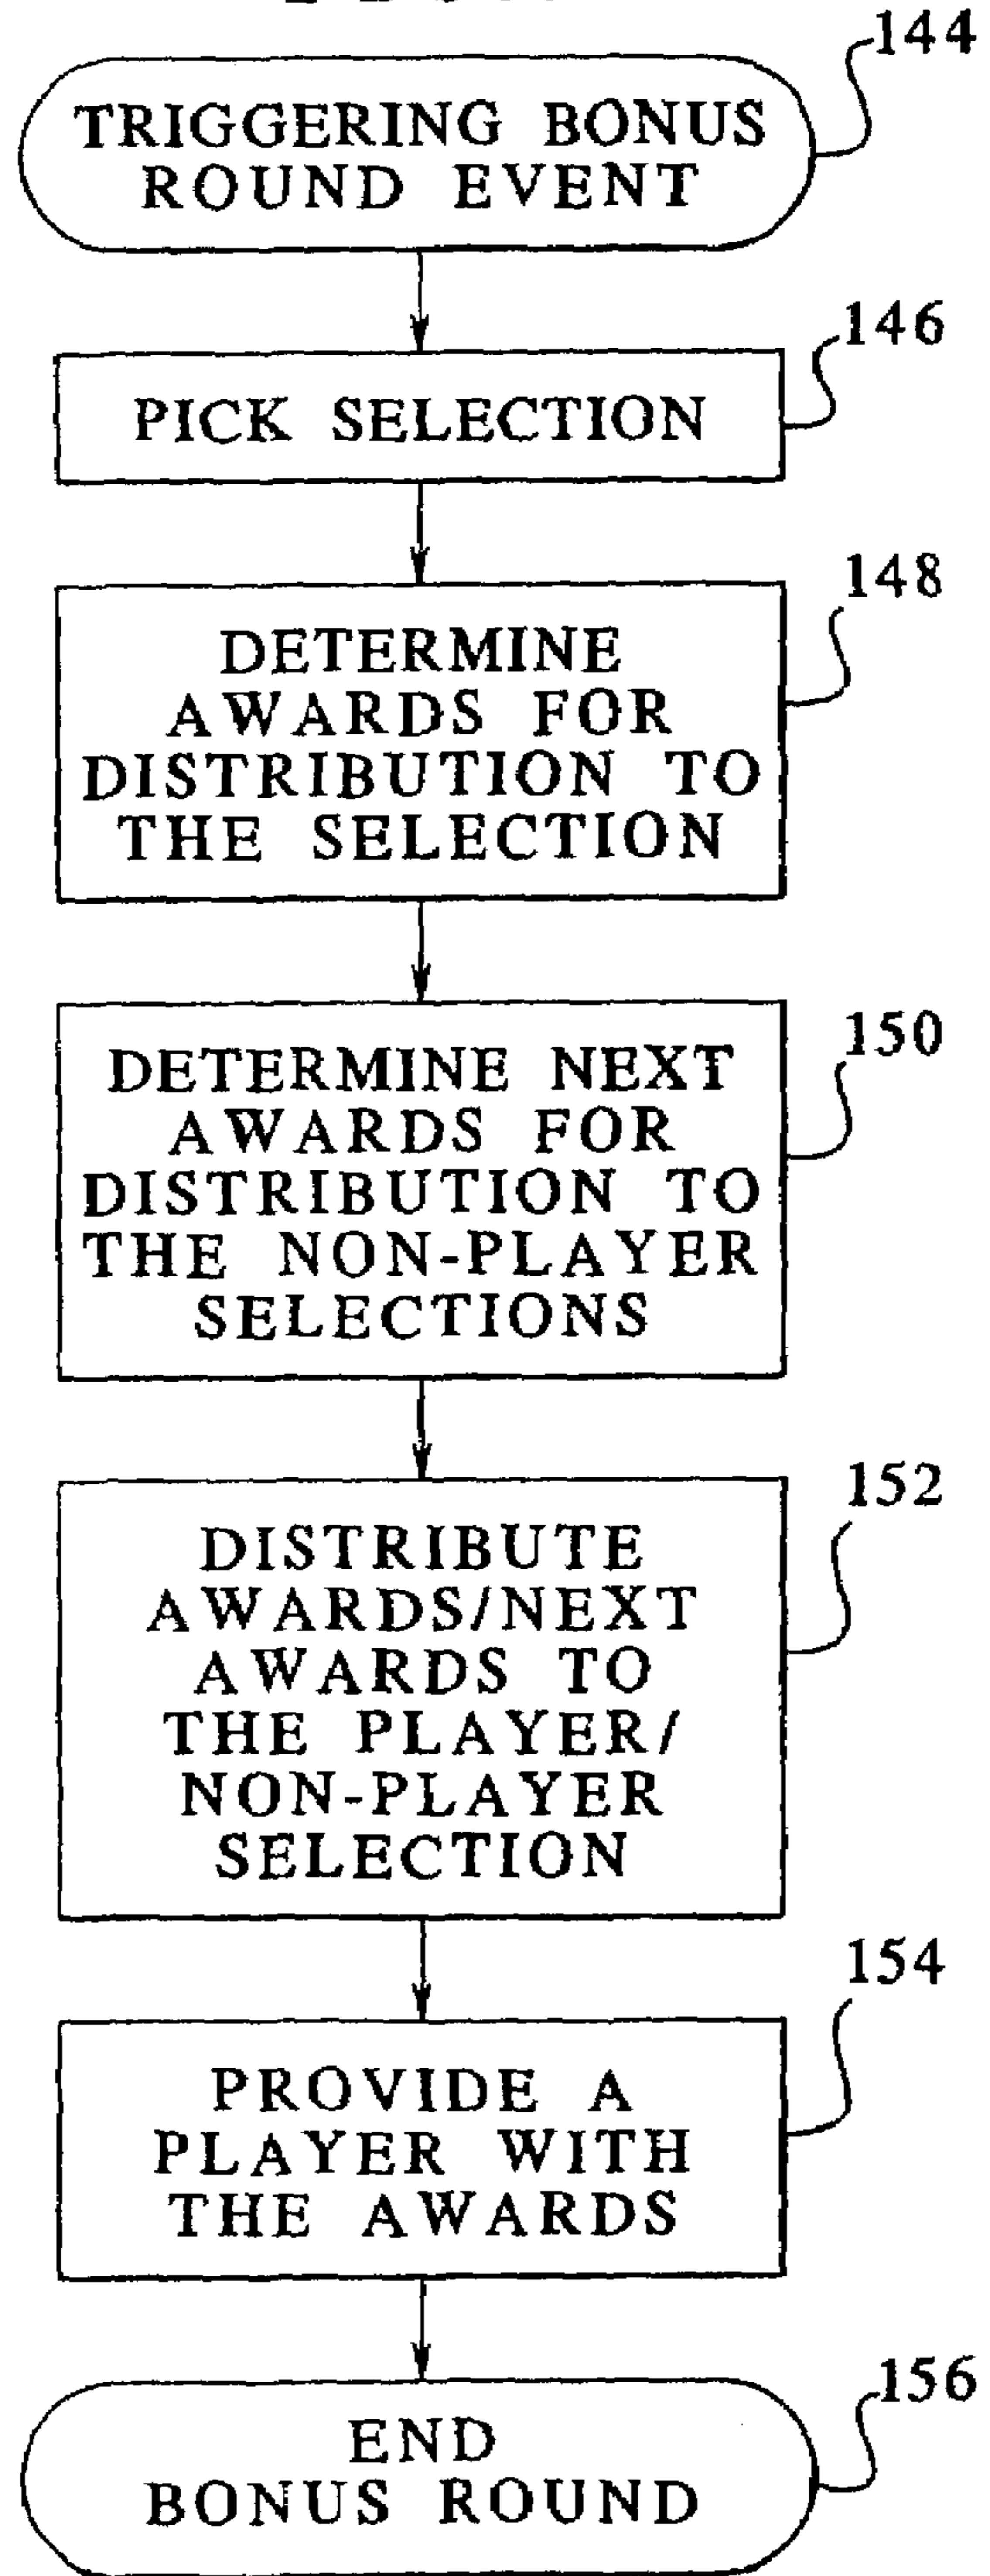 144
TRIGGERING BONUS
ROUND EVENT
146
PICK SELECTION
148
DETERMINE
AWARDS FOR
DISTRIBUTION TO
THE SELECTION
150
DETERMINE NEXT
AWARDS FOR
DISTRIBUTION TO
THE NON-PLAYER
SELECTIONS
152
DISTRIBUTE
AWARDS/NEXT
AWARDS TO
THE PLAYER/
NON-PLAYER
SELECTION
154
PROVIDE A
PLAYER WITH
THE AWARDS
156
END
BONUS ROUND